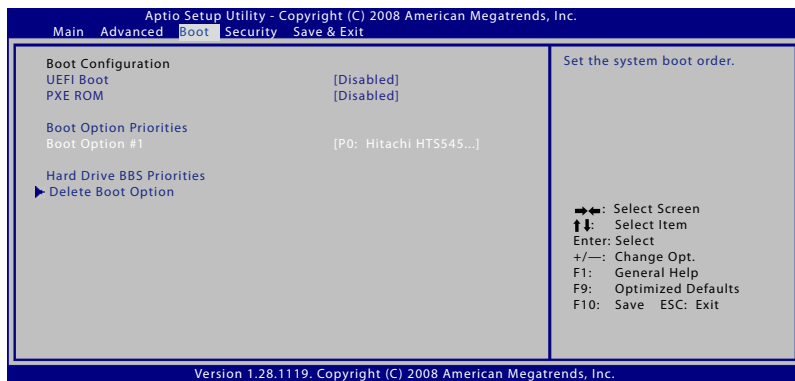 Aptio Setup Utility - Copyright (C) 2008 American Megatrends, Inc.
Main Advanced Boot Security Save & Exit
Boot Configuration
UEFI Boot [Disabled]
PXE ROM [Disabled]
Boot Option Priorities
Boot Option #1 [P0: Hitachi HTS545...]
Hard Drive BBS Priorities
Delete Boot Option
Set the system boot order.
→←: Select Screen
↑↓: Select Item
Enter: Select
+/—: Change Opt.
F1: General Help
F9: Optimized Defaults
F10: Save ESC: Exit
Version 1.28.1119. Copyright (C) 2008 American Megatrends, Inc.